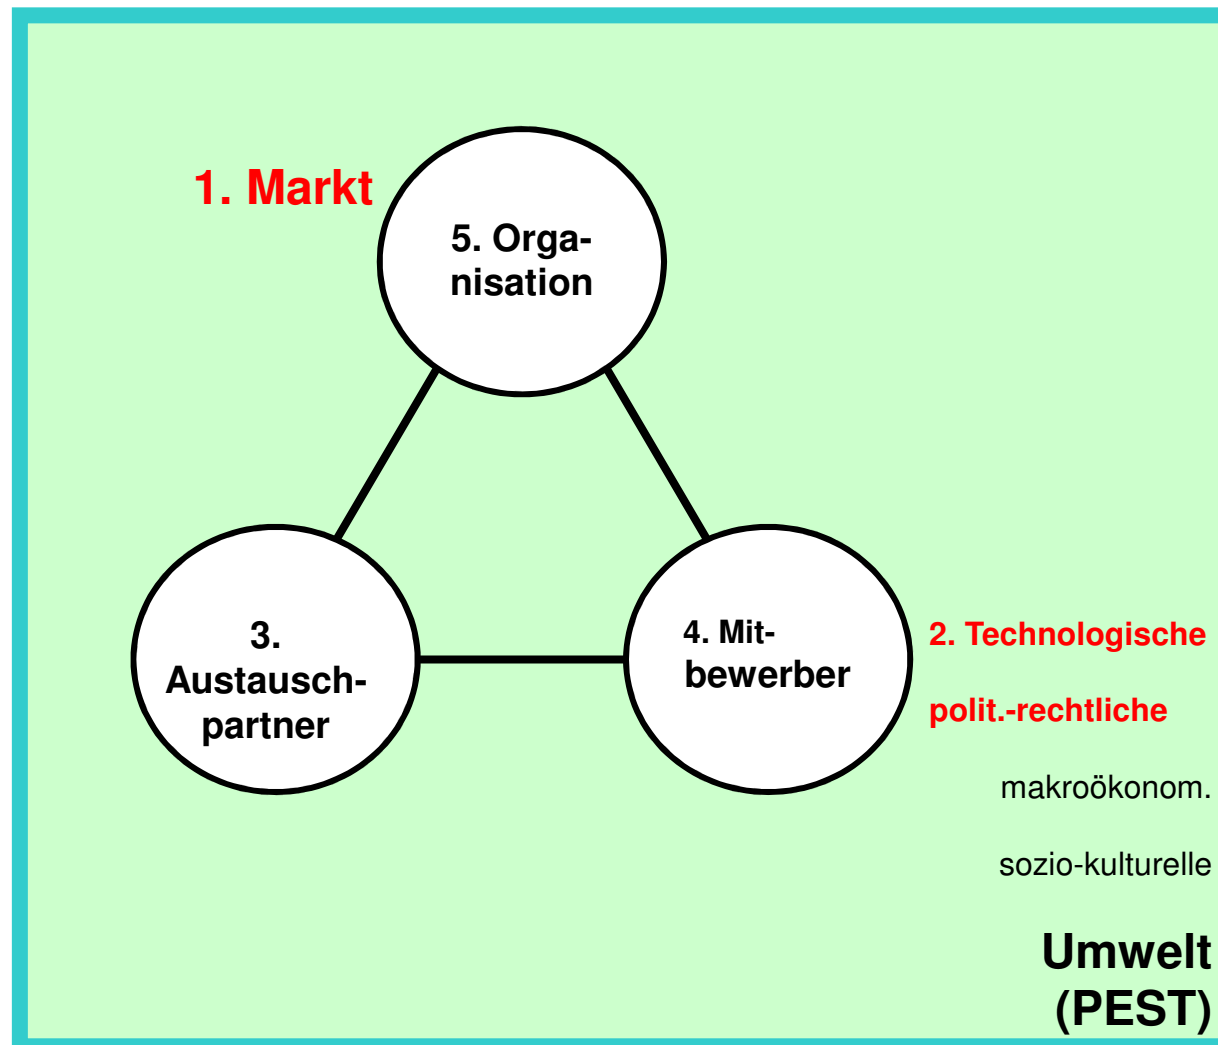 1. Markt
5. Orga-
nisation
3.
Austausch-
partner
4. Mit-
bewerber
2. Technologische
polit.-rechtliche
makroökonom.
sozio-kulturelle
Umwelt
(PEST)